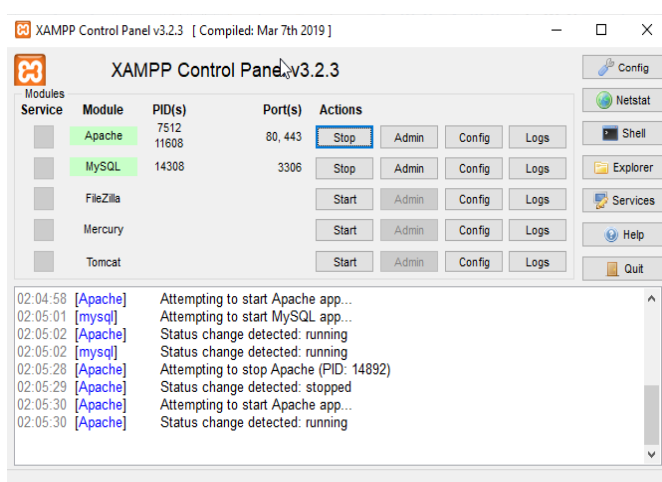 XAMPP Control Panel v3.2.3 [ Compiled: Mar 7th 2019 ]
XAMPP Control Panel v3.2.3
Config
Modules
Service Module PID(s) Port(s) Actions
Netstat
Apache 7512 11608 80, 443 Stop Admin Config Logs
Shell
MySQL 14308 3306 Stop Admin Config Logs
Explorer
FileZilla Start Admin Config Logs
Services
Mercury Start Admin Config Logs
Help
Tomcat Start Admin Config Logs
Quit
02:04:58 [Apache] Attempting to start Apache app...
02:05:01 [mysql] Attempting to start MySQL app...
02:05:02 [Apache] Status change detected: running
02:05:02 [mysql] Status change detected: running
02:05:28 [Apache] Attempting to stop Apache (PID: 14892)
02:05:29 [Apache] Status change detected: stopped
02:05:30 [Apache] Attempting to start Apache app...
02:05:30 [Apache] Status change detected: running